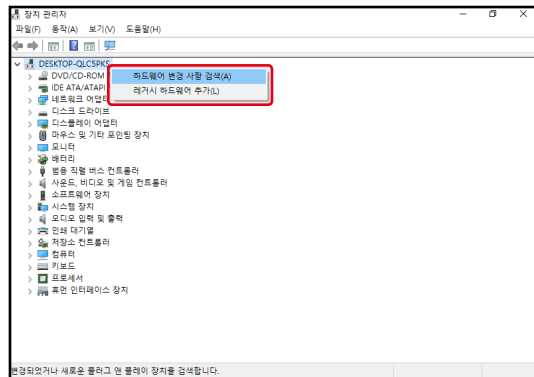 장치 관리자
파일(F) 동작(A) 보기(V) 도움말(H)
DESKTOP-QLC5PKS
DVD/CD-ROM
하드웨어 변경 사항 검색(A)
IDE ATA/ATAPI
레거시 하드웨어 추가(L)
네트워크 어댑터
디스크 드라이브
디스플레이 어댑터
마우스 및 기타 포인팅 장치
모니터
배터리
범용 직렬 버스 컨트롤러
사운드, 비디오 및 게임 컨트롤러
소프트웨어 장치
시스템 장치
오디오 입력 및 출력
인쇄 대기열
저장소 컨트롤러
컴퓨터
키보드
프로세서
휴먼 인터페이스 장치
변경되었거나 새로운 플러그 앤 플레이 장치를 검색합니다.